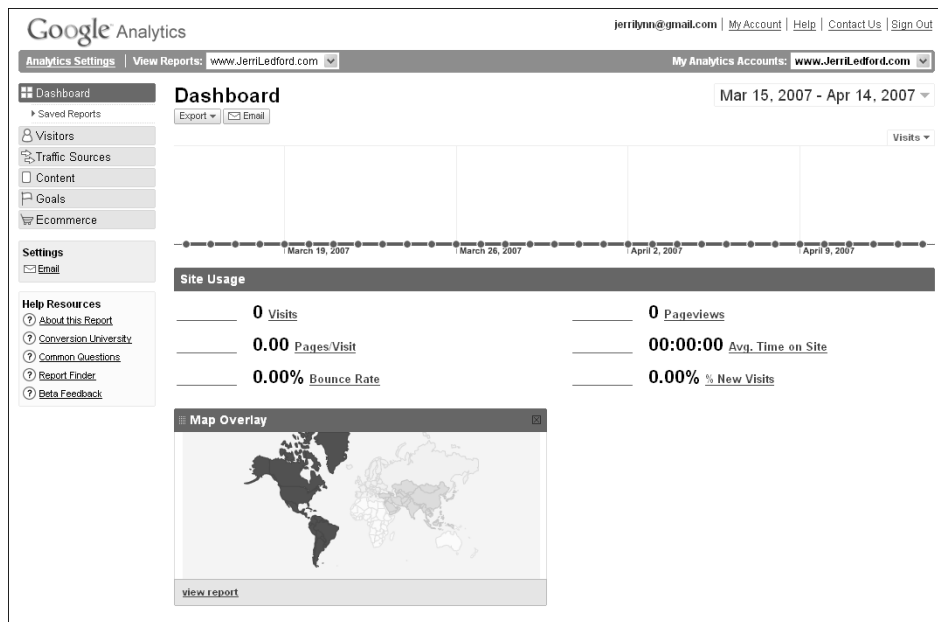 Google Analytics
jerrilynn@gmail.com | My Account | Help | Contact Us | Sign Out
Analytics Settings | View Reports: www.JerriLedford.com
My Analytics Accounts: www.JerriLedford.com
Dashboard
Saved Reports
Visitors
Traffic Sources
Content
Goals
Ecommerce
Settings
Email
Help Resources
About this Report
Conversion University
Common Questions
Report Finder
Beta Feedback
Dashboard
Mar 15, 2007 - Apr 14, 2007
Export
Email
Visits
March 19, 2007
March 26, 2007
April 2, 2007
April 9, 2007
Site Usage
0 Visits
0 Pageviews
0.00 Pages/Visit
00:00:00 Avg. Time on Site
0.00% Bounce Rate
0.00% % New Visits
Map Overlay
view report